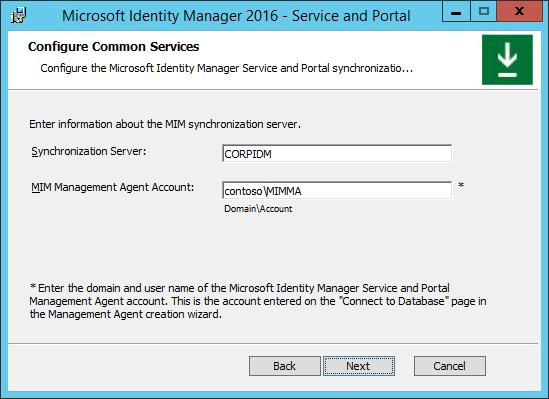 Microsoft Identity Manager 2016 - Service and Portal
Configure Common Services
Configure the Microsoft Identity Manager Service and Portal synchronizatio...
Enter information about the MIM synchronization server.
Synchronization Server:
CORPIDM
MIM Management Agent Account:
contoso\MIMMA
*
Domain\Account
* Enter the domain and user name of the Microsoft Identity Manager Service and Portal
Management Agent account. This is the account entered on the "Connect to Database" page in
the Management Agent creation wizard.
Back
Next
Cancel